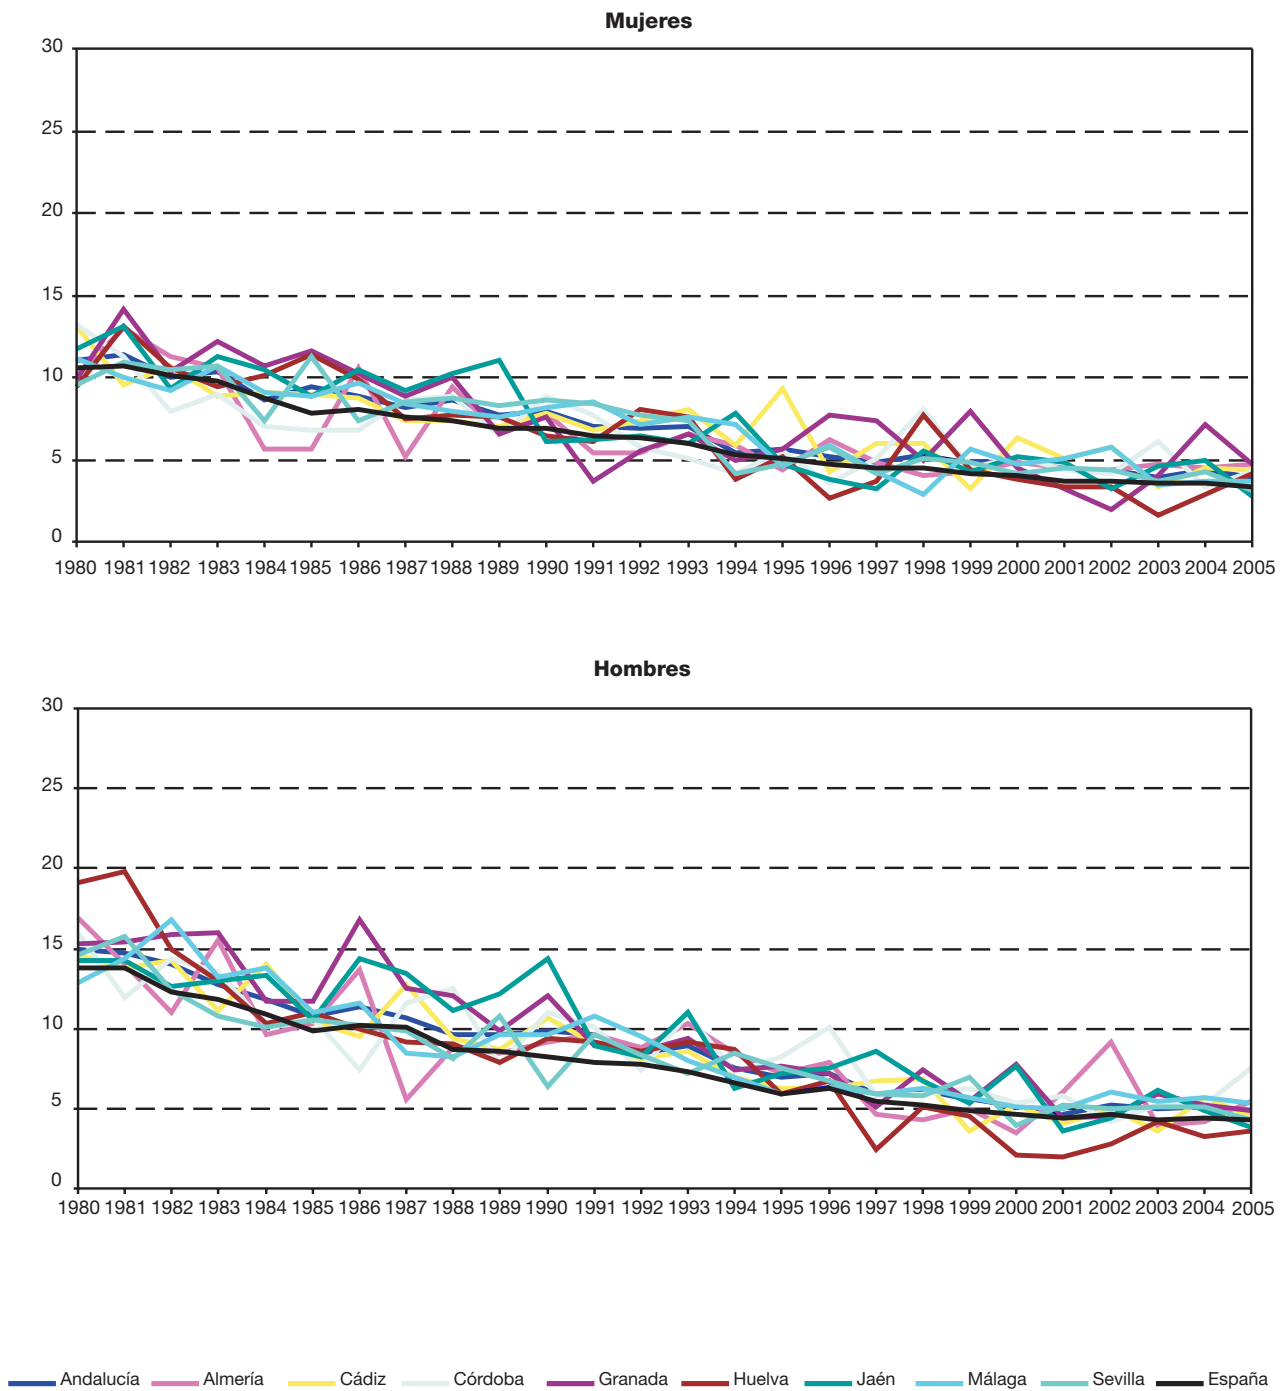 Mujeres
30
25
20
15
10
5
0
1980 1981 1982 1983 1984 1985 1986 1987 1988 1989 1990 1991 1992 1993 1994 1995 1996 1997 1998 1999 2000 2001 2002 2003 2004 2005
Hombres
30
25
20
15
10
5
0
1980 1981 1982 1983 1984 1985 1986 1987 1988 1989 1990 1991 1992 1993 1994 1995 1996 1997 1998 1999 2000 2001 2002 2003 2004 2005
Andalucía Almería Cádiz Córdoba Granada Huelva Jaén Málaga Sevilla España